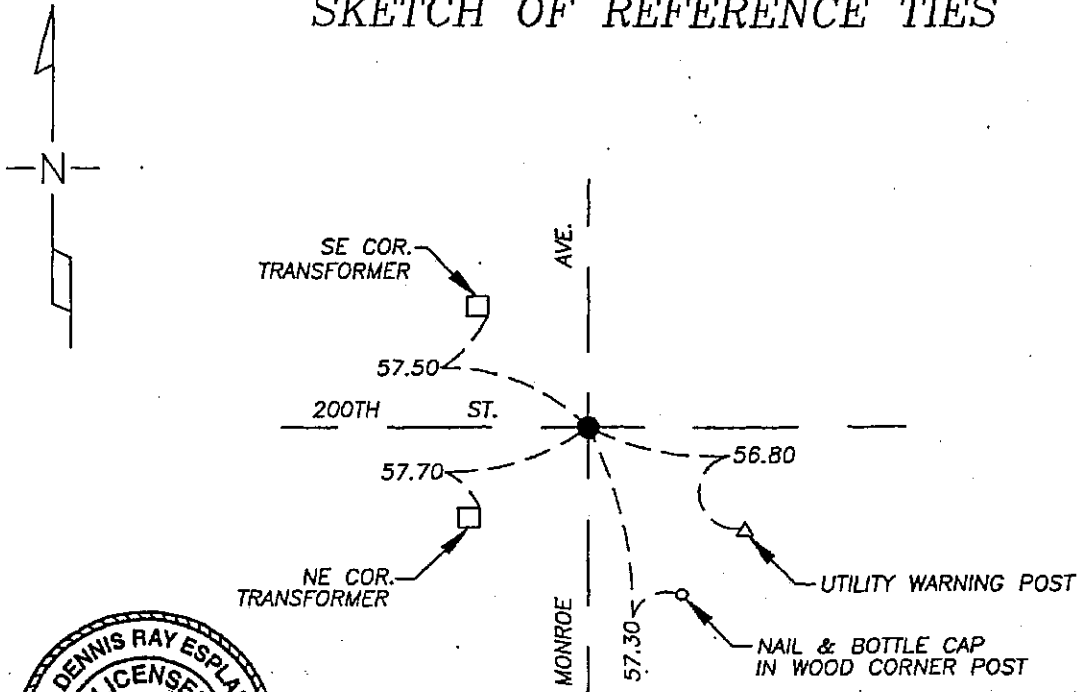 SKETCH OF REFERENCE TIES
N
SE COR.
TRANSFORMER
AVE.
57.50
200TH ST.
56.80
57.70
NE COR.
TRANSFORMER
MONROE
57.30
UTILITY WARNING POST
NAIL & BOTTLE CAP
IN WOOD CORNER POST
DENNIS RAY